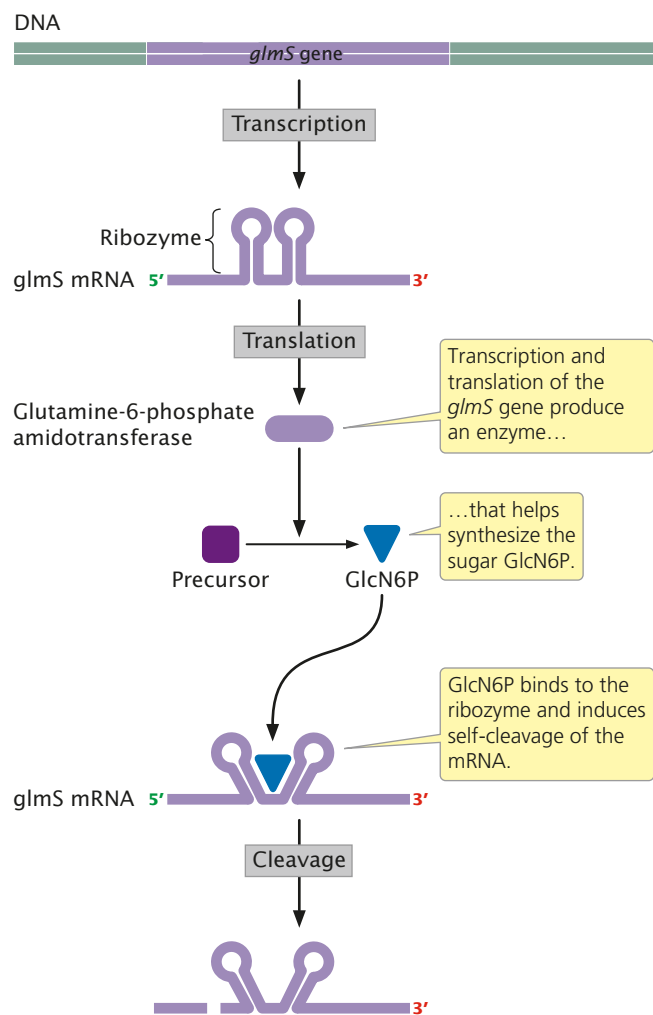 DNA
glmS gene
Transcription
Ribozyme
glmS mRNA 5′ 3′
Translation
Transcription and
translation of the
glmS gene produce
an enzyme…
Glutamine-6-phosphate
amidotransferase
…that helps
synthesize the
sugar GlcN6P.
Precursor GlcN6P
GlcN6P binds to the
ribozyme and induces
self-cleavage of the
mRNA.
glmS mRNA 5′ 3′
Cleavage
3′